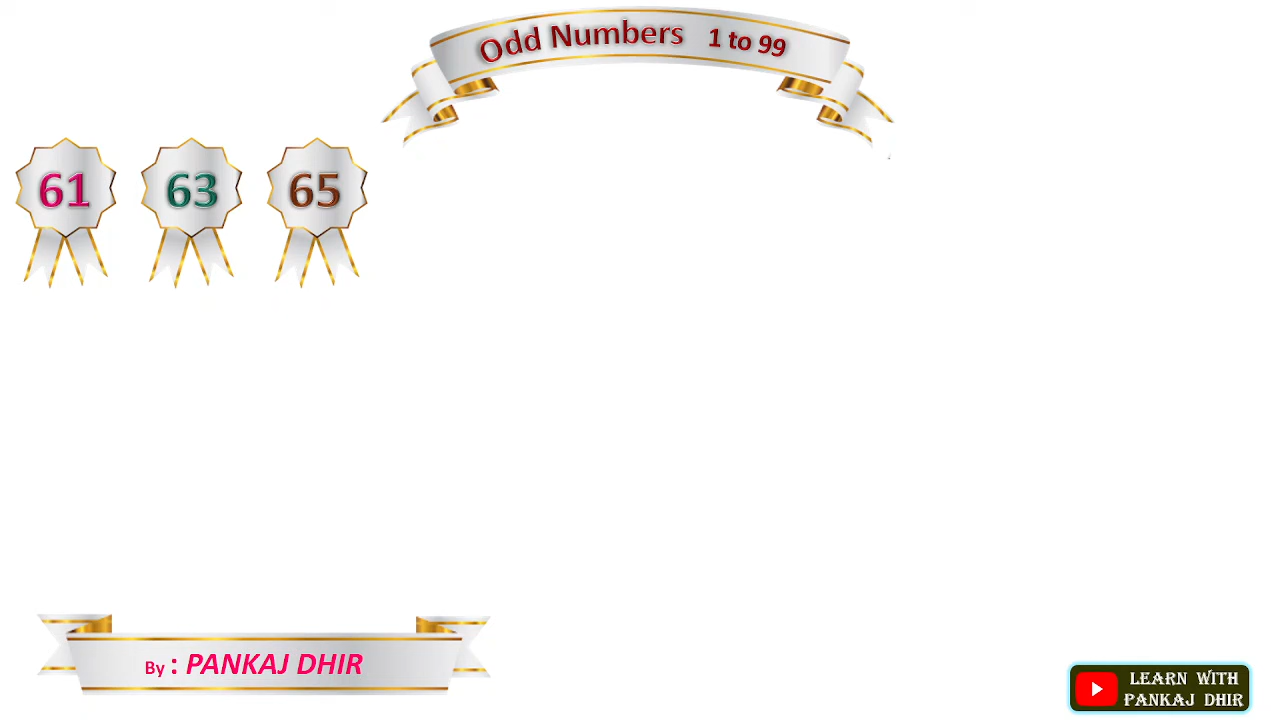 Odd Numbers 1 to 99
61 63 65
By : PANKAJ DHIR
LEARN WITH
PANKAJ DHIR